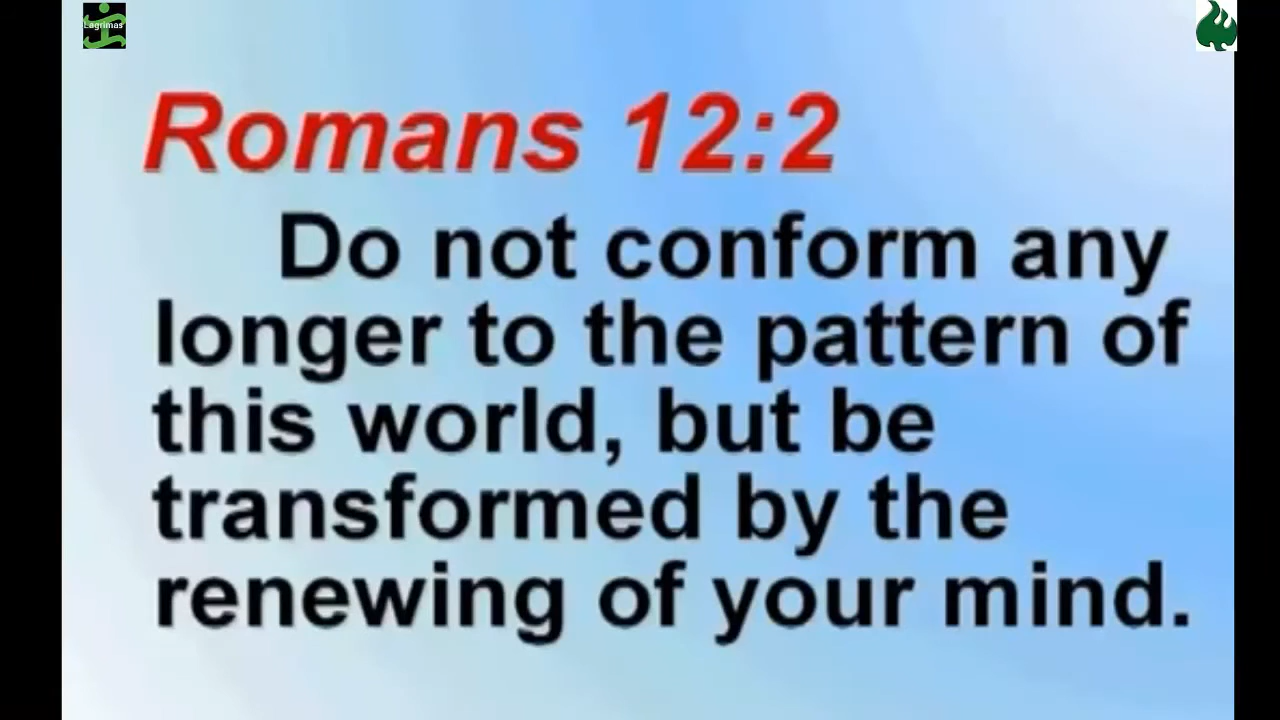 Lagrimas
Romans 12:2
Do not conform any
longer to the pattern of
this world, but be
transformed by the
renewing of your mind.